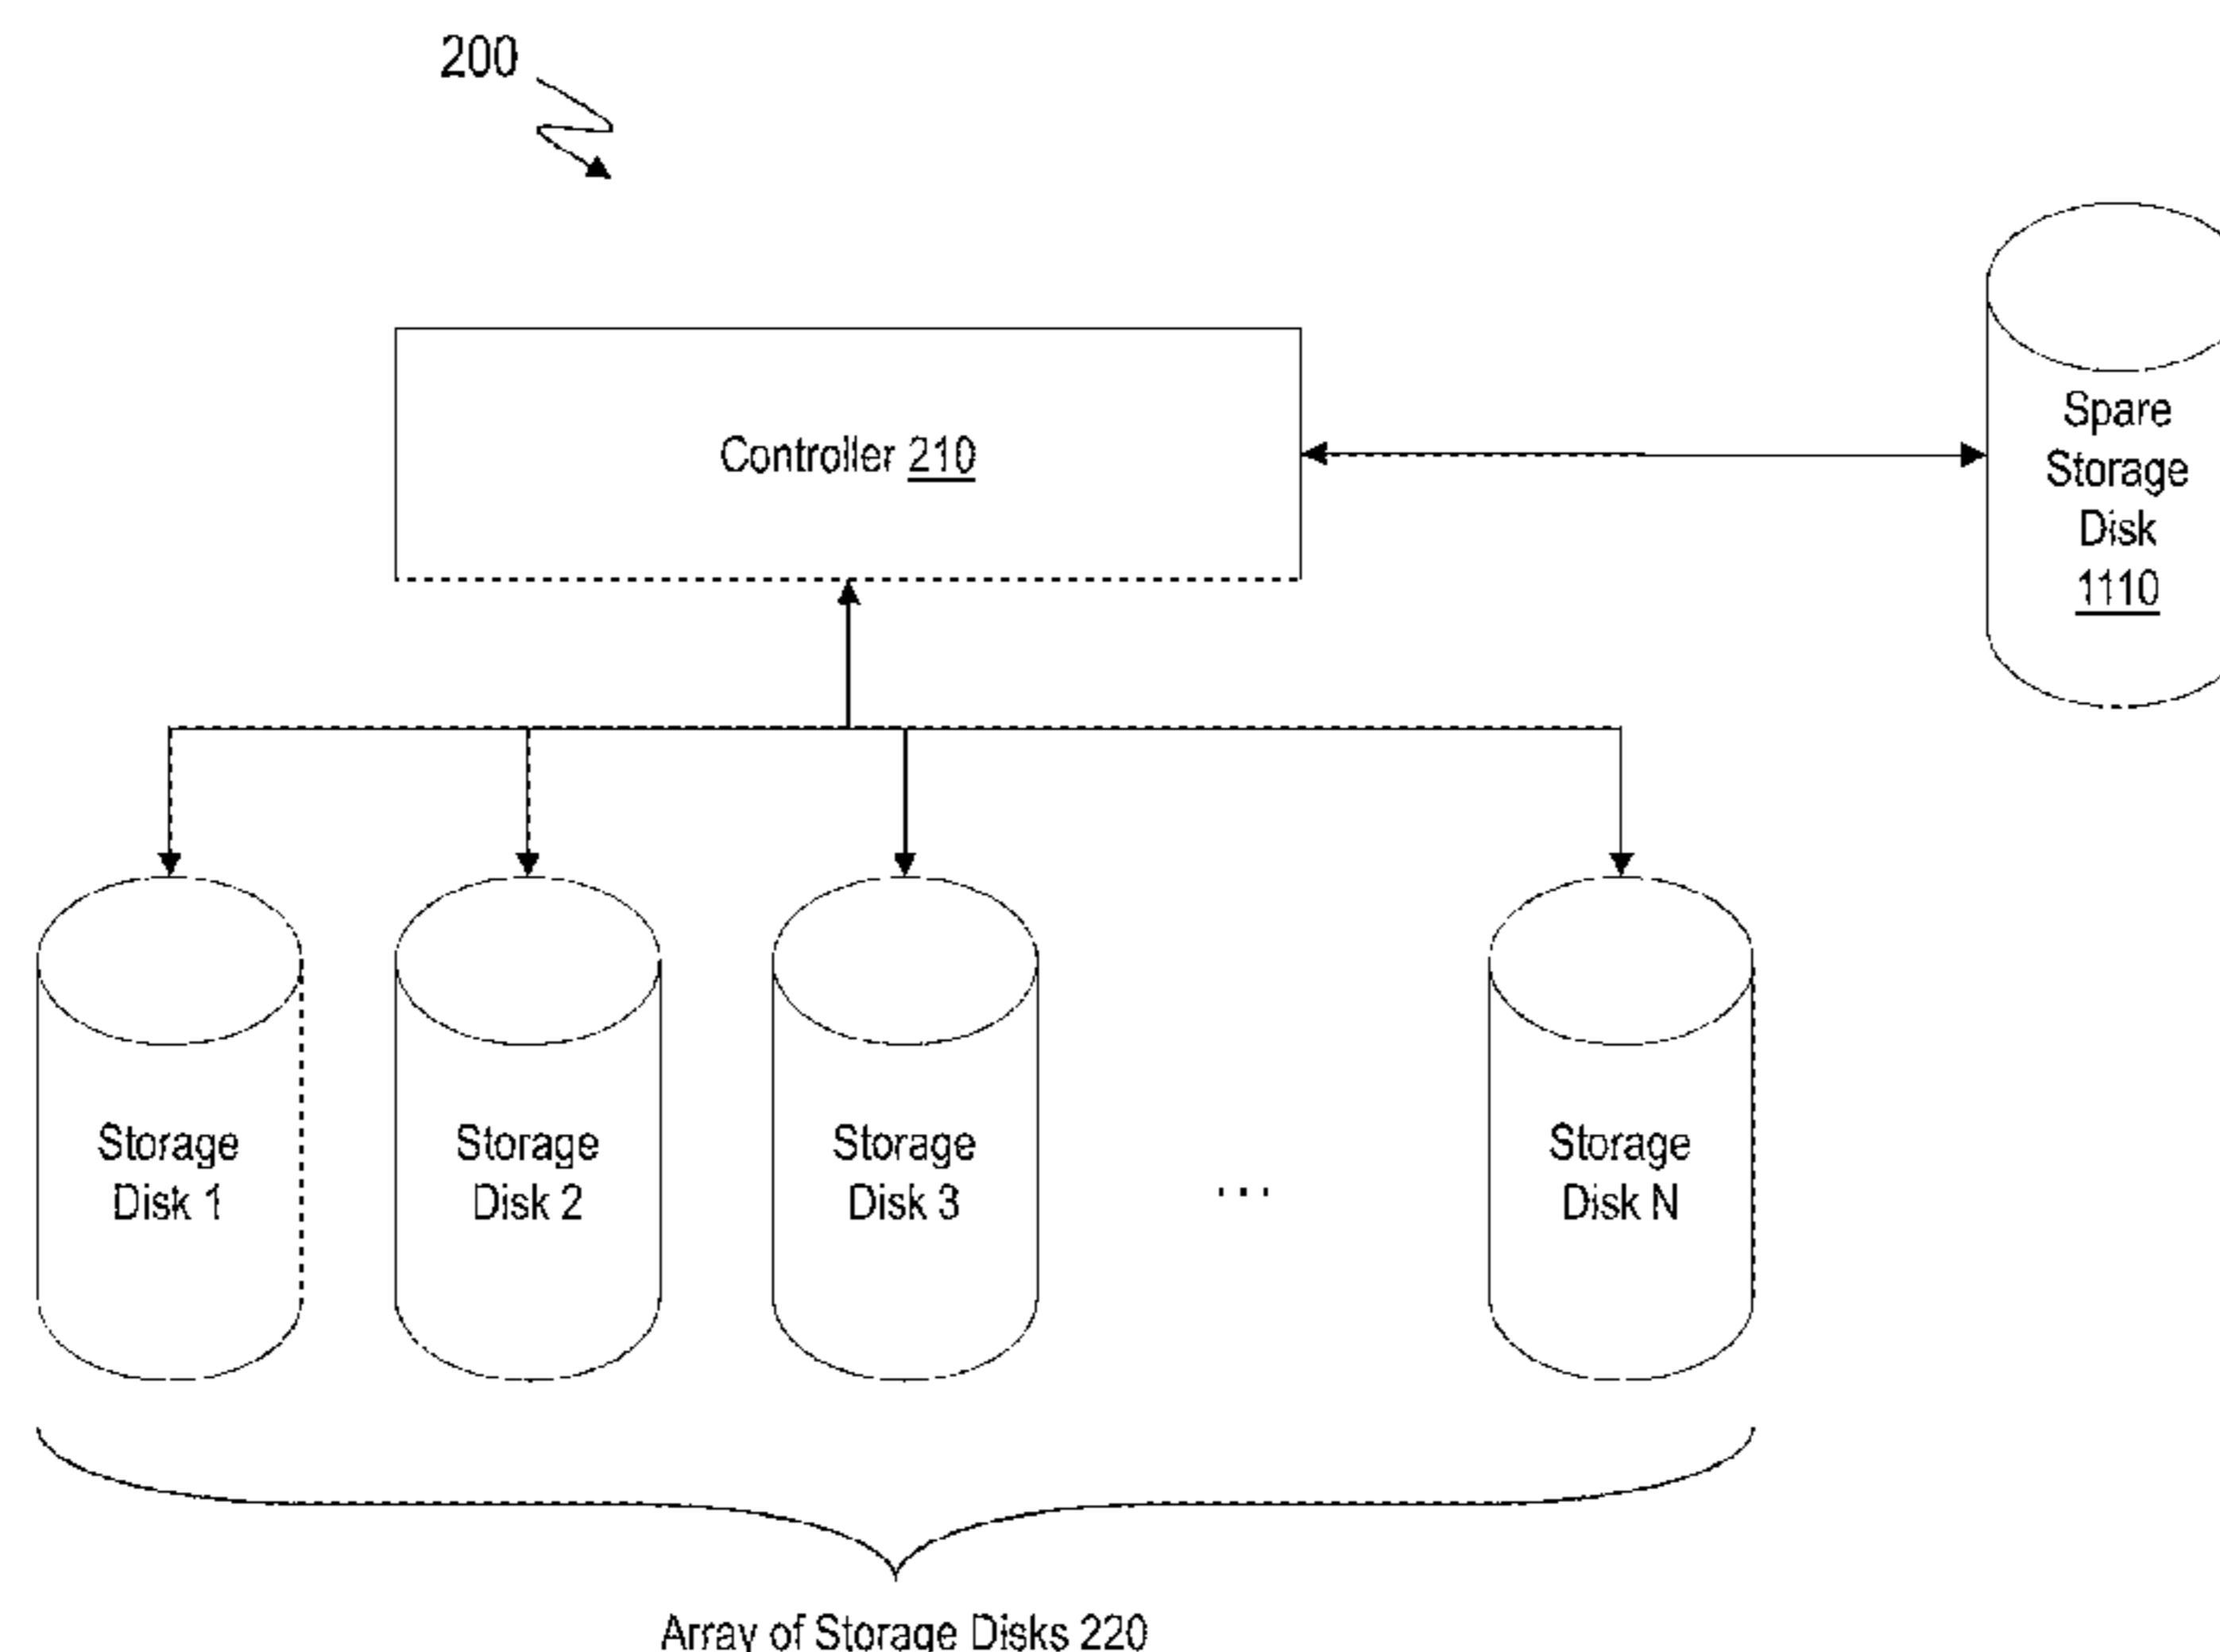 200
Controller 210
Spare
Storage
Disk
1110
Storage
Disk 1
Storage
Disk 2
Storage
Disk 3
...
Storage
Disk N
Array of Storage Disks 220